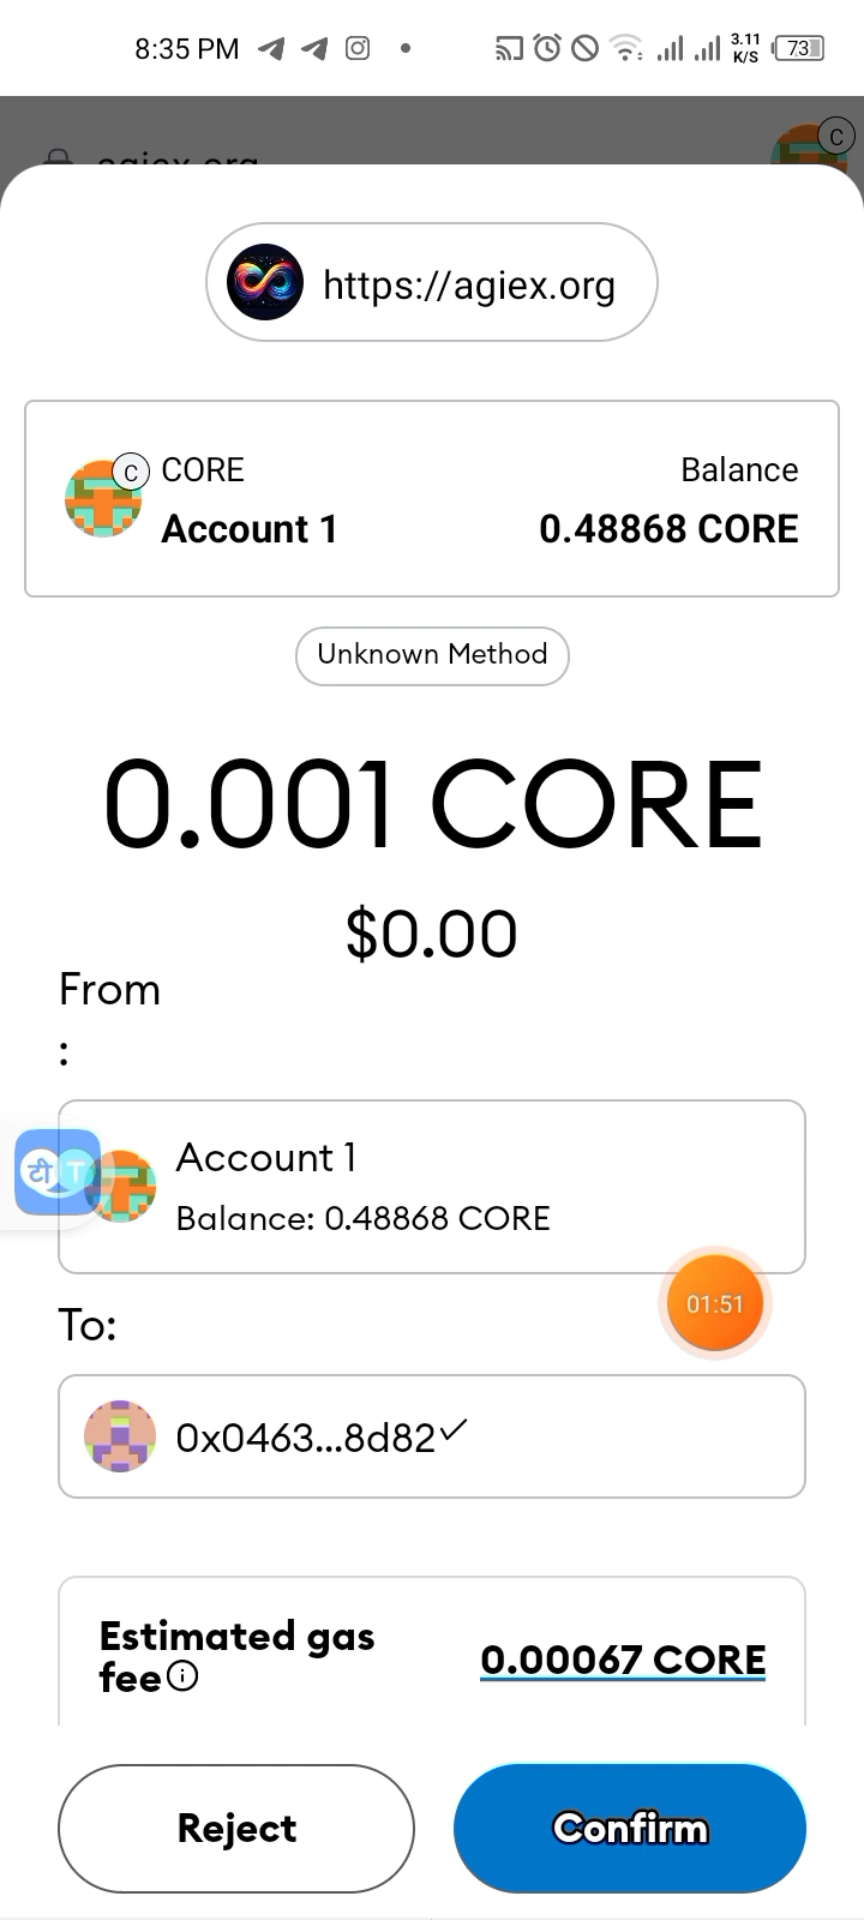 8:35 PM
3.11
K/S
73
agiex.org
C
https://agiex.org
C
CORE
Balance
Account 1
0.48868 CORE
Unknown Method
0.001 CORE
$0.00
From
:
Account 1
टी T
Balance: 0.48868 CORE
01:51
To:
0x0463...8d82
Estimated gas
fee
0.00067 CORE
Reject
Confirm